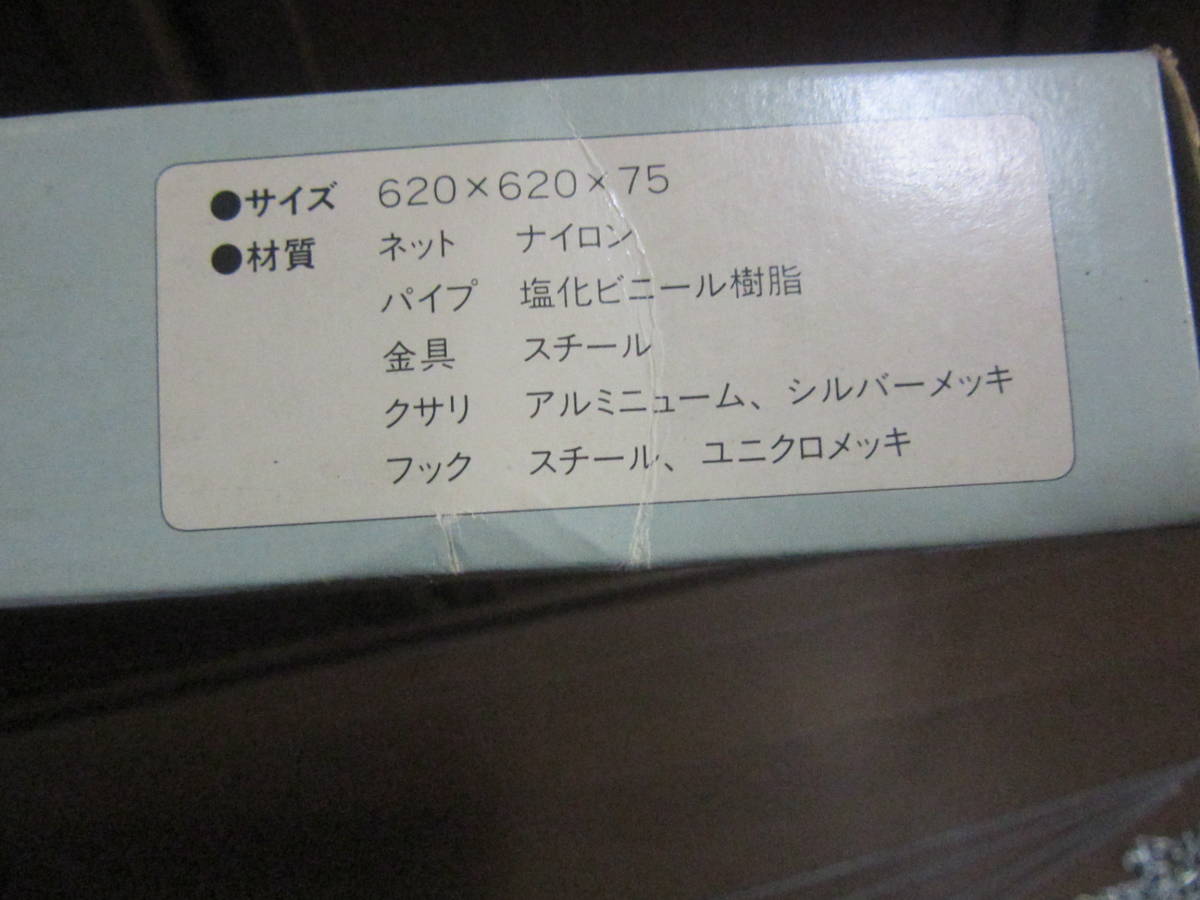 ●サイズ 620×620×75
●材質 ネット ナイロン
パイプ 塩化ビニール樹脂
金具 スチール
クサリ アルミニューム、シルバーメッキ
フック スチール、ユニクロメッキ